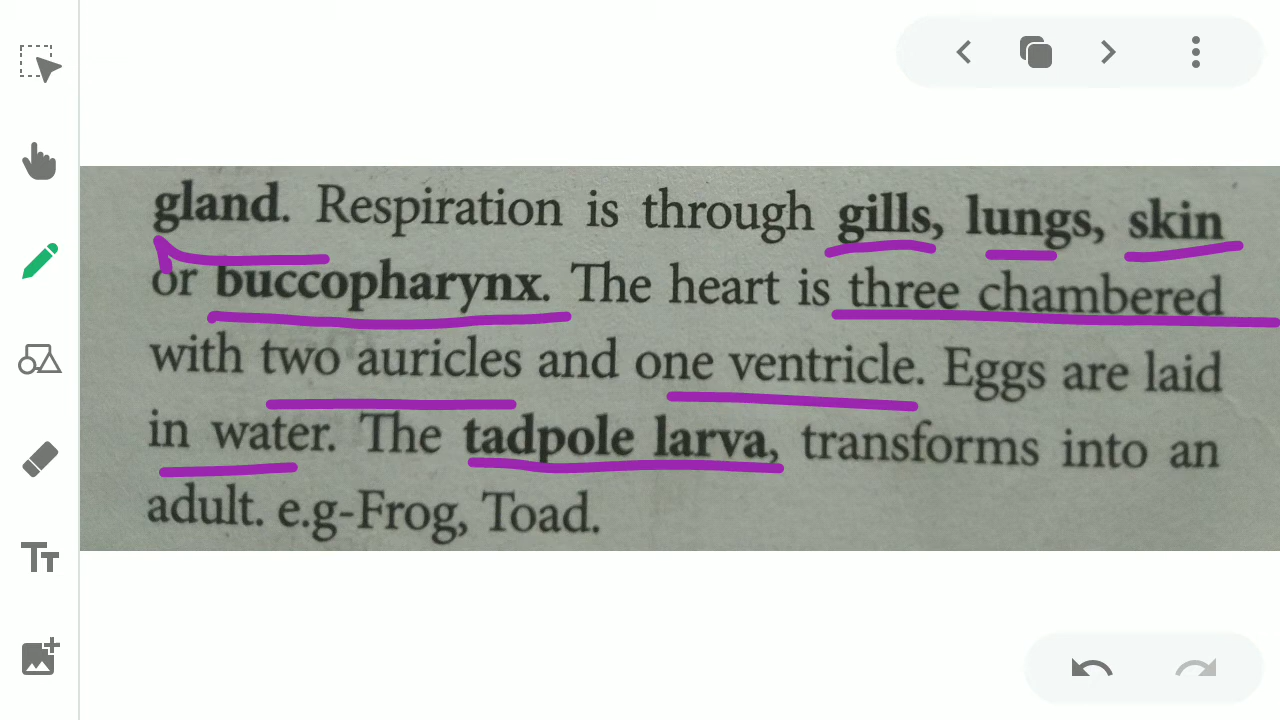 gland. Respiration is through gills, lungs, skin
or buccopharynx. The heart is three chambered
with two auricles and one ventricle. Eggs are laid
in water. The tadpole larva, transforms into an
adult. e.g-Frog, Toad.